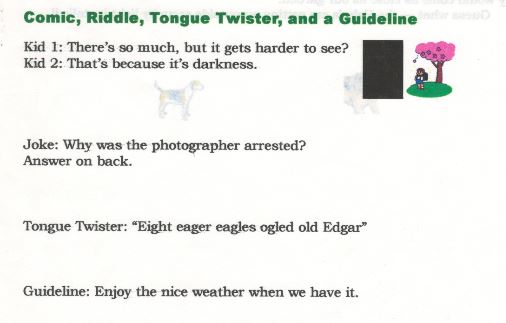 Comic, Riddle, Tongue Twister, and a Guideline
Kid 1: There's so much, but it gets harder to see?
Kid 2: That's because it's darkness.
Joke: Why was the photographer arrested?
Answer on back.
Tongue Twister: “Eight eager eagles ogled old Edgar”
Guideline: Enjoy the nice weather when we have it.